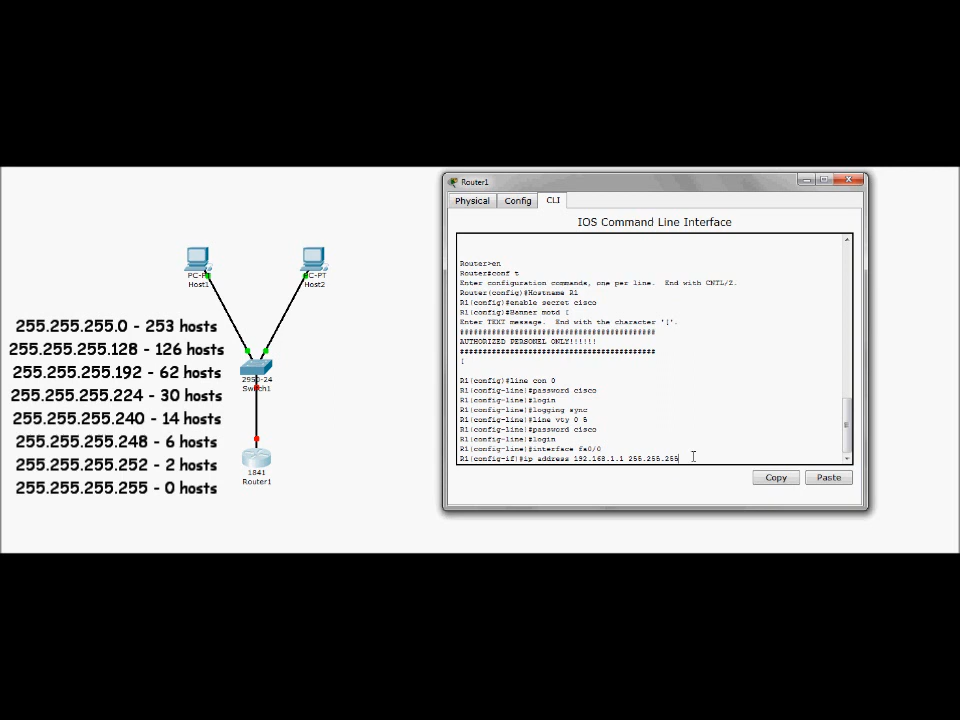 Router1
Physical
Config
CLI
IOS Command Line Interface
Router>en
Router#conf t
Enter configuration commands, one per line.  End with CNTL/Z.
Router(config)#Hostname R1
R1(config)#enable secret cisco
R1(config)#Banner motd [
Enter TEXT message.  End with the character '['.
###########################################
AUTHORIZED PERSONEL ONLY!!!!!!
###########################################
[
R1(config)#line con 0
R1(config-line)#password cisco
R1(config-line)#login
R1(config-line)#logging sync
R1(config-line)#line vty 0 5
R1(config-line)#password cisco
R1(config-line)#login
R1(config-line)#interface fa0/0
R1(config-if)#ip address 192.168.1.1 255.255.255
Copy
Paste
Host1
PC-PT
Host2
255.255.255.0 - 253 hosts
255.255.255.128 - 126 hosts
255.255.255.192 - 62 hosts
255.255.255.224 - 30 hosts
255.255.255.240 - 14 hosts
255.255.255.248 - 6 hosts
255.255.255.252 - 2 hosts
255.255.255.255 - 0 hosts
2950-24
Switch1
1841
Router1